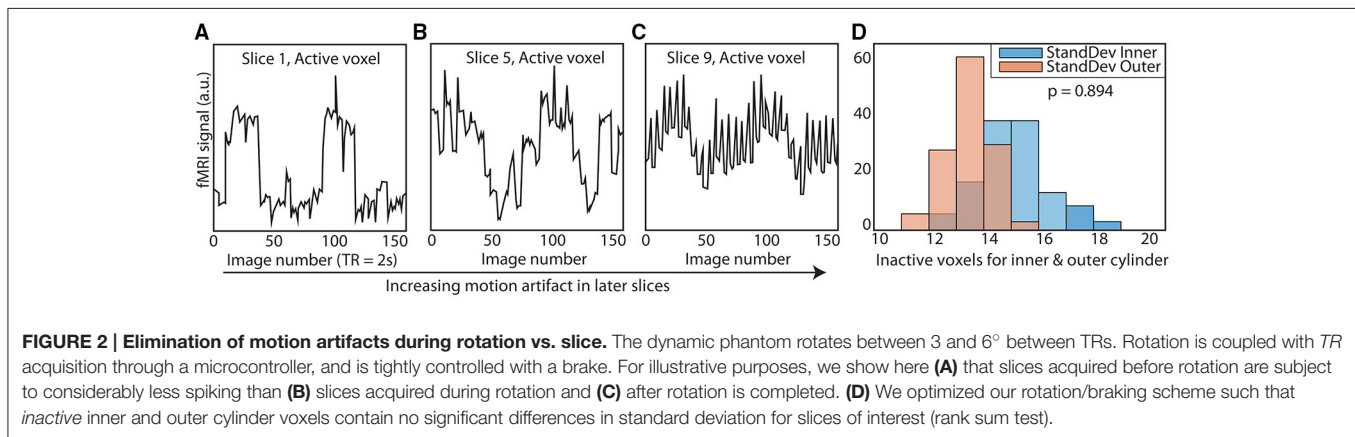 A
B
C
D
Slice 1, Active voxel
Slice 5, Active voxel
Slice 9, Active voxel
StandDev Inner
StandDev Outer
p = 0.894
fMRI signal (a.u.)
60
40
20
0
0 50 100 150
0 50 100 150
0 50 100 150
10 12 14 16 18 20
Image number (TR = 2s)
Image number
Image number
Inactive voxels for inner & outer cylinder
Increasing motion artifact in later slices
FIGURE 2 | Elimination of motion artifacts during rotation vs. slice. The dynamic phantom rotates between 3 and 6° between TRs. Rotation is coupled with TR
acquisition through a microcontroller, and is tightly controlled with a brake. For illustrative purposes, we show here (A) that slices acquired before rotation are subject
to considerably less spiking than (B) slices acquired during rotation and (C) after rotation is completed. (D) We optimized our rotation/braking scheme such that
inactive inner and outer cylinder voxels contain no significant differences in standard deviation for slices of interest (rank sum test).